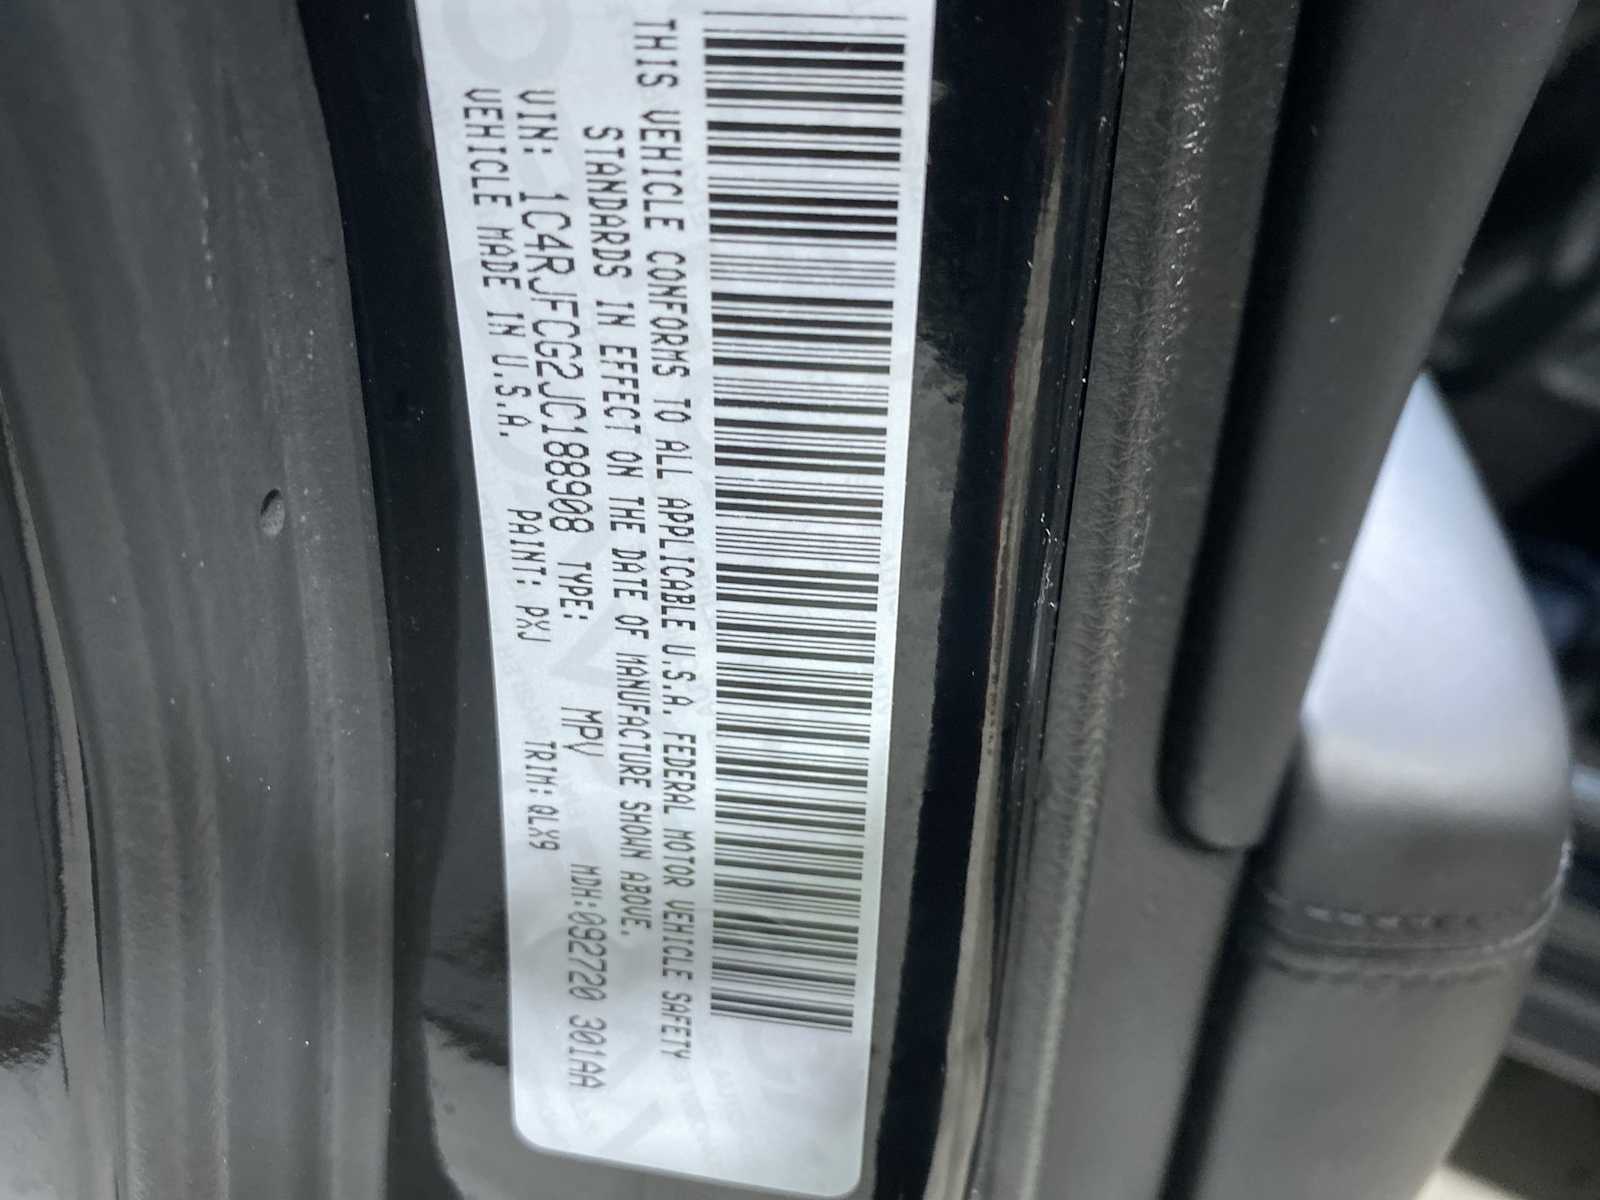 THIS VEHICLE CONFORMS TO ALL APPLICABLE U.S.A. FEDERAL MOTOR VEHICLE SAFETY
STANDARDS IN EFFECT ON THE DATE OF MANUFACTURE SHOWN ABOVE.
VIN: 1C4RJFCG2JC188908 TYPE: MPV MDH:092720 301AA
VEHICLE MADE IN U.S.A. PAINT: PXJ TRIM:QLX9